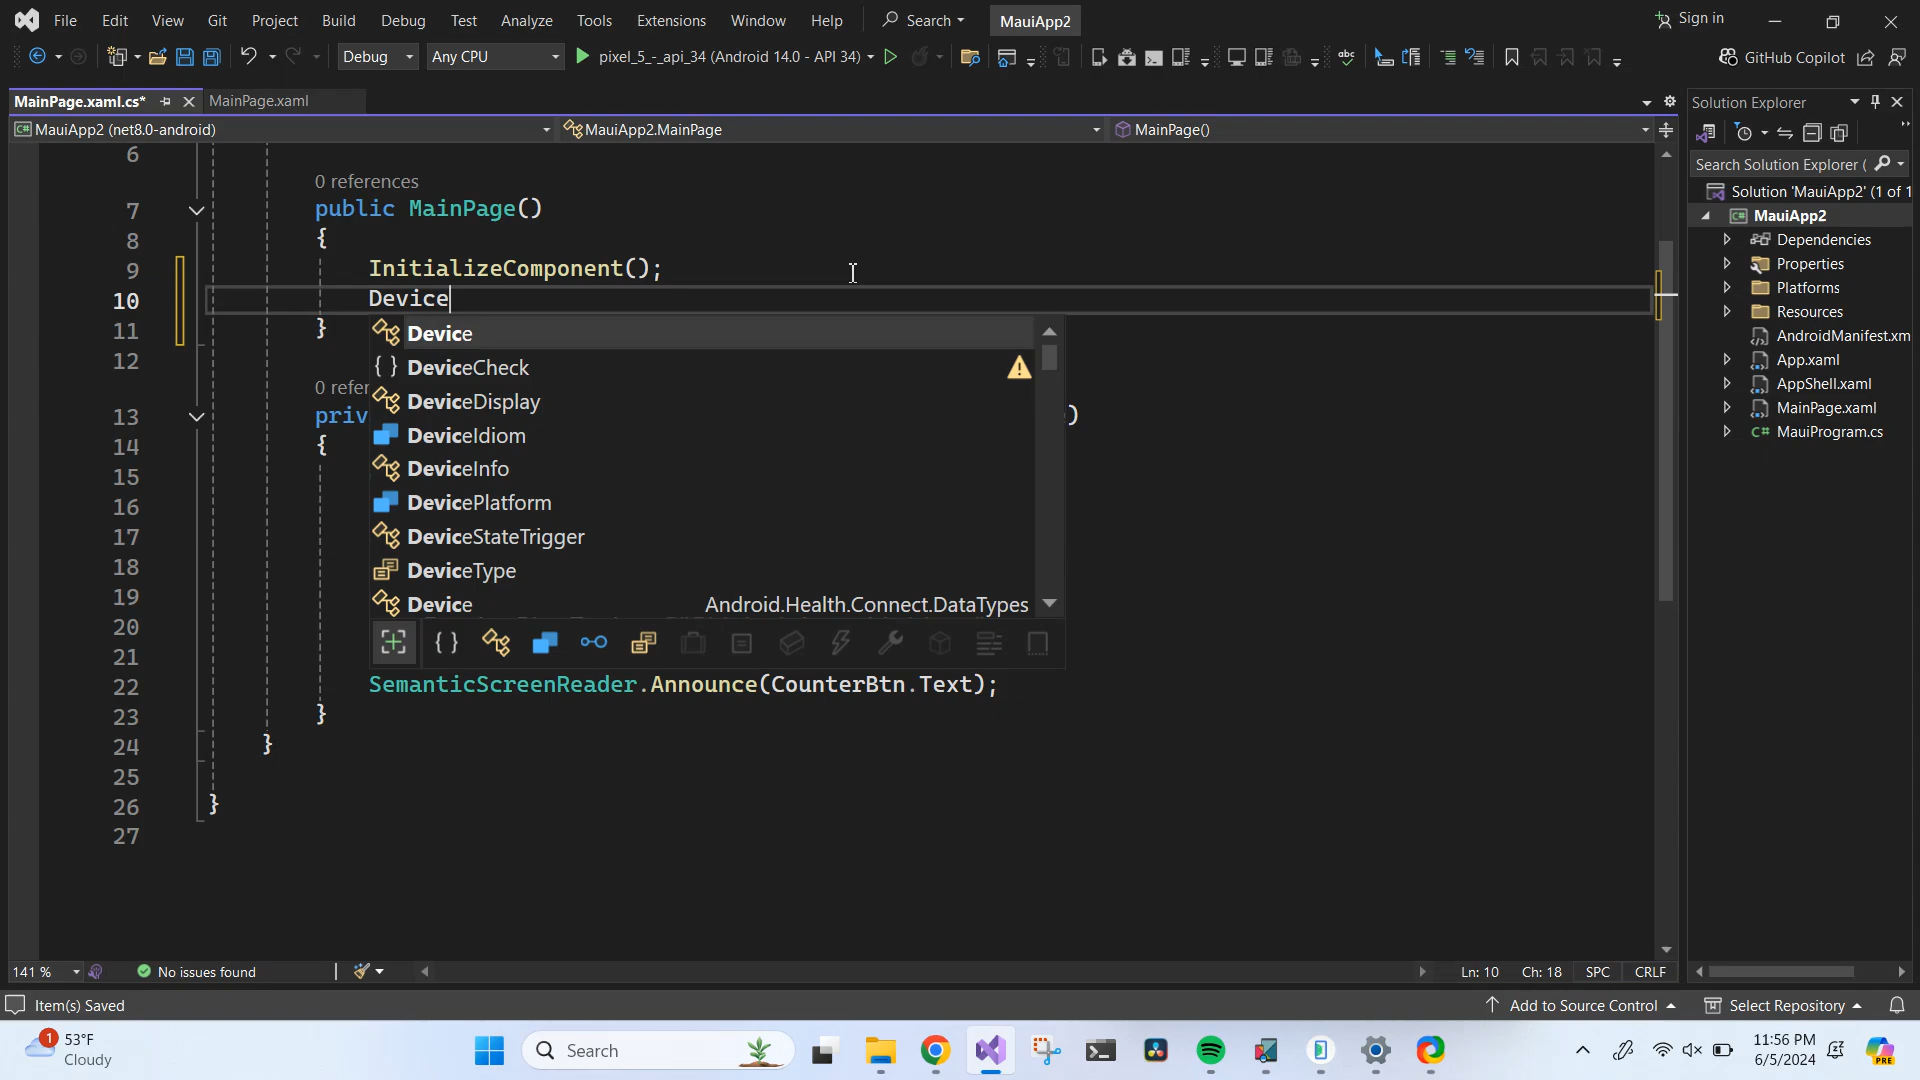 File Edit View Git Project Build Debug Test Analyze Tools Extensions Window Help Search MauiApp2 Sign in
Debug Any CPU pixel_5_-_api_34 (Android 14.0 - API 34) abc GitHub Copilot
MainPage.xaml.cs* MainPage.xaml
MauiApp2 (net8.0-android) MauiApp2.MainPage MainPage()
6
0 references
7 public MainPage()
8 {
9 InitializeComponent();
10 Device
11 }
12
0 refer
13 priv )
14 {
15
16
17
18
19
20
21
22 SemanticScreenReader.Announce(CounterBtn.Text);
23 }
24 }
25
26 }
27
Device
DeviceCheck
DeviceDisplay
DeviceIdiom
DeviceInfo
DevicePlatform
DeviceStateTrigger
DeviceType
Device Android.Health.Connect.DataTypes
Solution Explorer
Search Solution Explorer (
Solution 'MauiApp2' (1 of 1
MauiApp2
Dependencies
Properties
Platforms
Resources
AndroidManifest.xm
App.xaml
AppShell.xaml
MainPage.xaml
MauiProgram.cs
141 % No issues found Ln: 10 Ch: 18 SPC CRLF
Item(s) Saved Add to Source Control Select Repository
1 53°F
Cloudy
Search
11:56 PM
6/5/2024
PRE